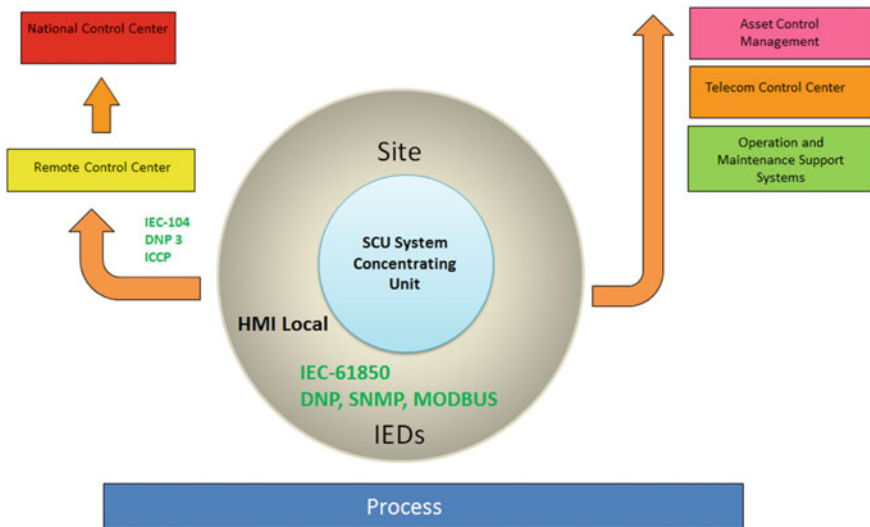 National Control Center
Remote Control Center
IEC-104
DNP 3
ICCP
Site
SCU System
Concentrating
Unit
HMI Local
IEC-61850
DNP, SNMP, MODBUS
IEDs
Asset Control
Management
Telecom Control Center
Operation and
Maintenance Support
Systems
Process